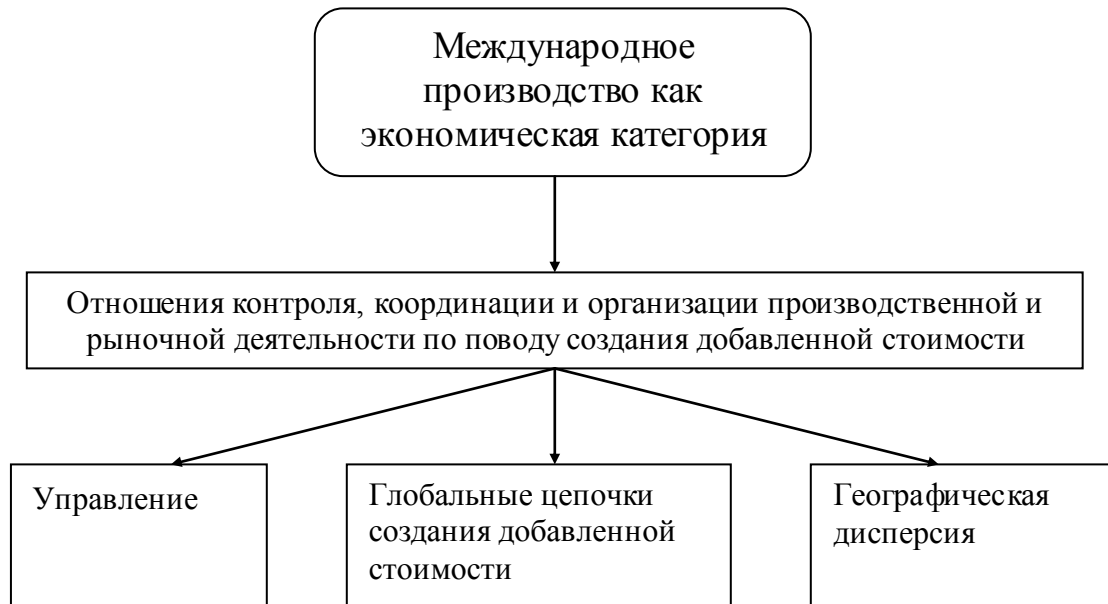 Международное
производство как
экономическая категория
Отношения контроля, координации и организации производственной и
рыночной деятельности по поводу создания добавленной стоимости
Управление
Глобальные цепочки
создания добавленной
стоимости
Географическая
дисперсия